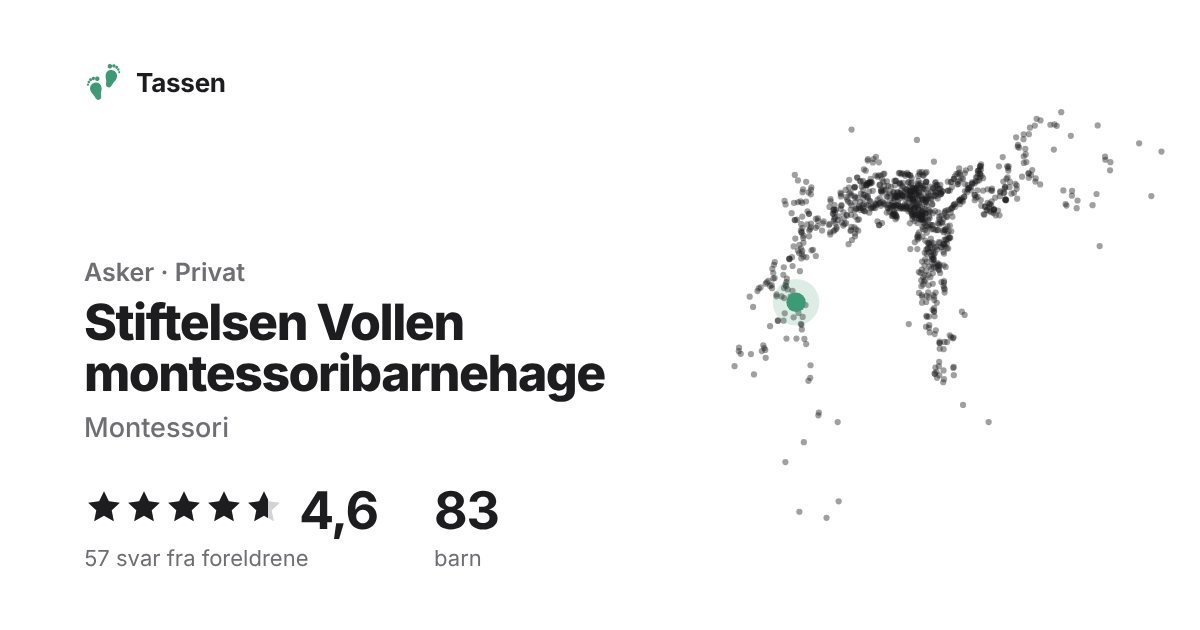 Tassen
Asker · Privat
Stiftelsen Vollen
montessoribarnehage
Montessori
4,6
57 svar fra foreldrene
83
barn